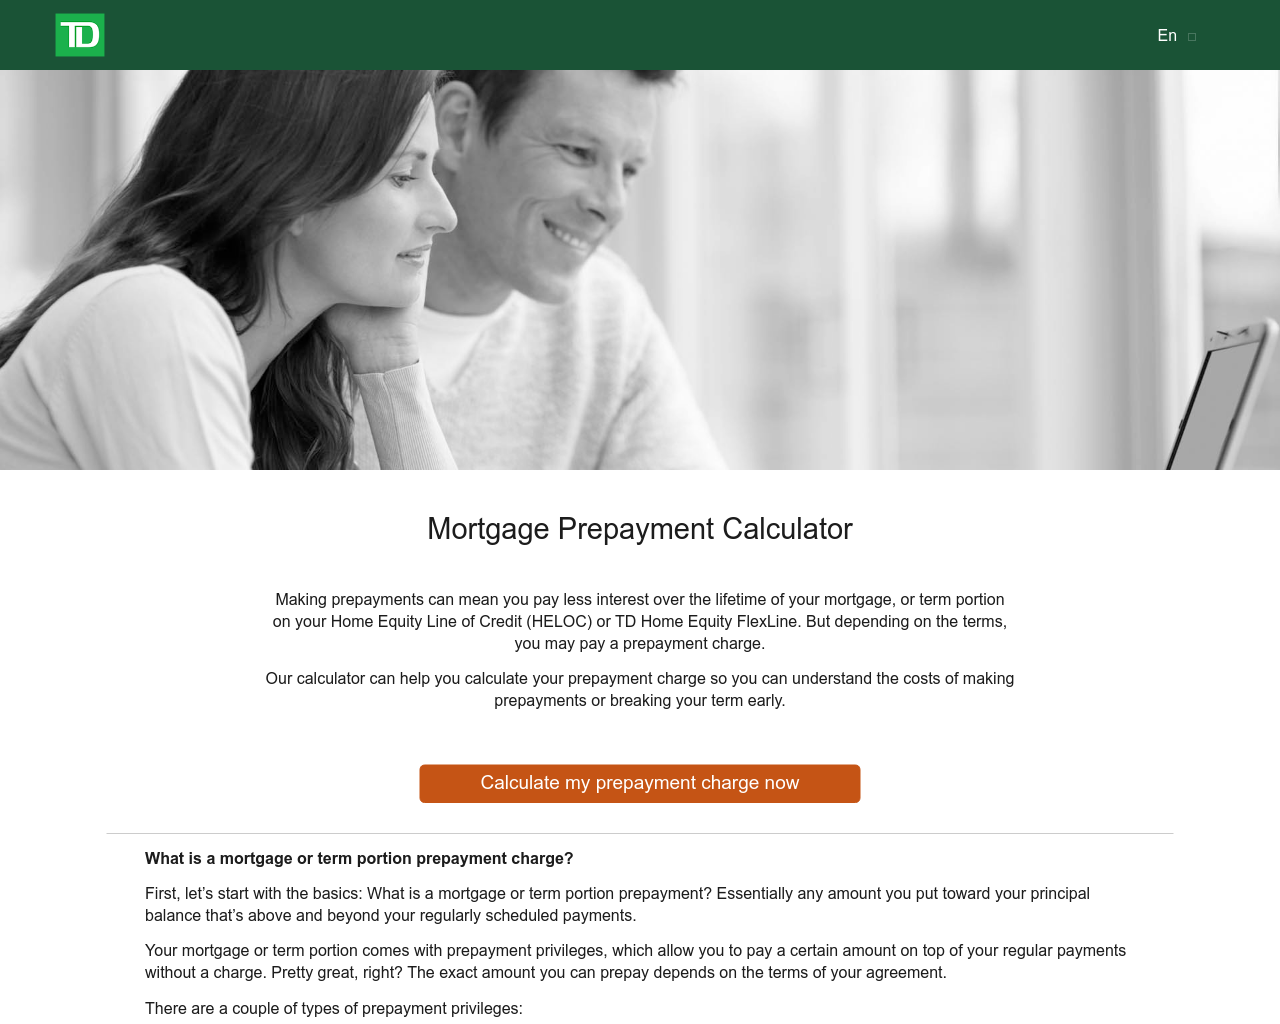 TD
En
Mortgage Prepayment Calculator
Making prepayments can mean you pay less interest over the lifetime of your mortgage, or term portion
on your Home Equity Line of Credit (HELOC) or TD Home Equity FlexLine. But depending on the terms,
you may pay a prepayment charge.
Our calculator can help you calculate your prepayment charge so you can understand the costs of making
prepayments or breaking your term early.
Calculate my prepayment charge now
What is a mortgage or term portion prepayment charge?
First, let’s start with the basics: What is a mortgage or term portion prepayment? Essentially any amount you put toward your principal
balance that’s above and beyond your regularly scheduled payments.
Your mortgage or term portion comes with prepayment privileges, which allow you to pay a certain amount on top of your regular payments
without a charge. Pretty great, right? The exact amount you can prepay depends on the terms of your agreement.
There are a couple of types of prepayment privileges: